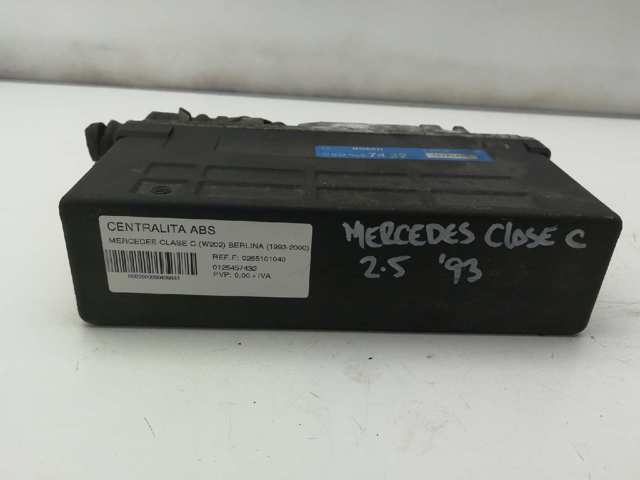 BOSCH
CENTRALITA ABS
MERCEDES CLASE C (W202) BERLINA (1993-2000)
REF. F: 0265101040
0125457432
PVP: 0,00 + IVA
MERCEDES CLASE C
2.5 '93